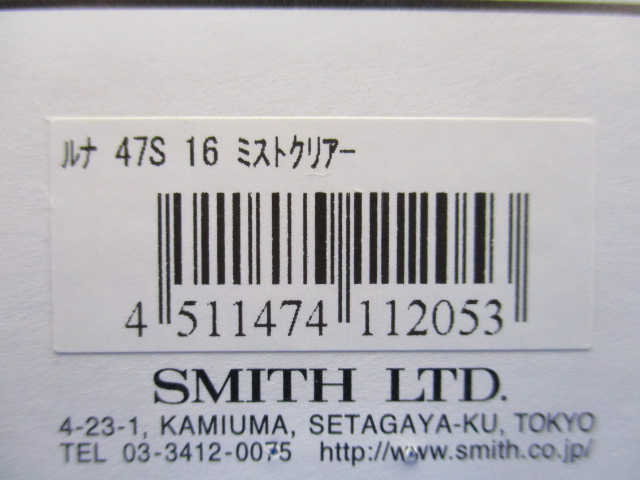 ルナ 47S 16 ミストクリアー
4 511474 112053
SMITH LTD.
4-23-1, KAMIUMA, SETAGAYA-KU, TOKYO
TEL 03-3412-0075 http://www.smith.co.jp/